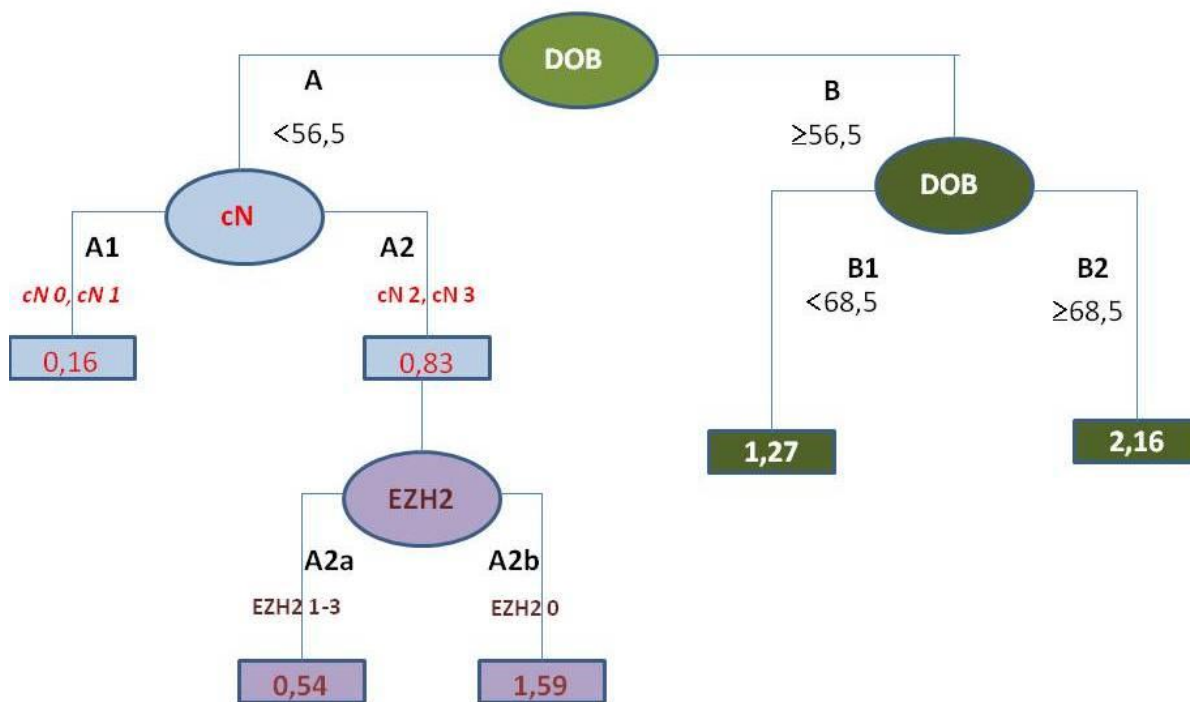 DOB
A
B
<56,5
≥56,5
cN
DOB
A1
A2
cN 0, cN 1
cN 2, cN 3
B1
B2
<68,5
≥68,5
0,16
0,83
1,27
2,16
EZH2
A2a
A2b
EZH2 1-3
EZH2 0
0,54
1,59